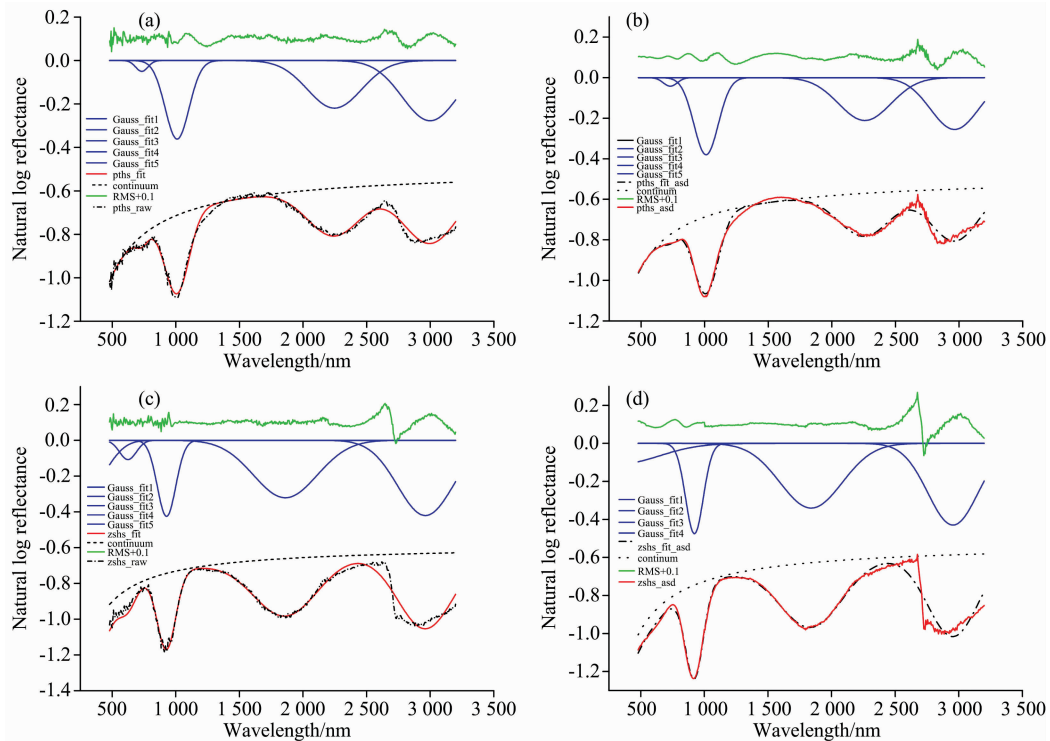 (a)
0.2
0.0
-0.2
-0.4
-0.6
-0.8
-1.0
-1.2
Natural log reflectance
Gauss_fit1
Gauss_fit2
Gauss_fit3
Gauss_fit4
Gauss_fit5
pths_fit
continuum
RMS+0.1
pths_raw
500 1 000 1 500 2 000 2 500 3 000 3 500
Wavelength/nm
(b)
0.2
0.0
-0.2
-0.4
-0.6
-0.8
-1.0
-1.2
Natural log reflectance
Gauss_fit1
Gauss_fit2
Gauss_fit3
Gauss_fit4
Gauss_fit5
pths_fit_asd
continum
RMS+0.1
pths_asd
500 1 000 1 500 2 000 2 500 3 000 3 500
Wavelength/nm
(c)
0.2
0.0
-0.2
-0.4
-0.6
-0.8
-1.0
-1.2
-1.4
Natural log reflectance
Gauss_fit1
Gauss_fit2
Gauss_fit3
Gauss_fit4
Gauss_fit5
zshs_fit
continuum
RMS+0.1
zshs_raw
500 1 000 1 500 2 000 2 500 3 000 3 500
Wavelength/nm
(d)
0.2
0.0
-0.2
-0.4
-0.6
-0.8
-1.0
-1.2
Natural log reflectance
Gauss_fit1
Gauss_fit2
Gauss_fit3
Gauss_fit4
zshs_fit_asd
continum
RMS+0.1
zshs_asd
500 1 000 1 500 2 000 2 500 3 000 3 500
Wavelength/nm